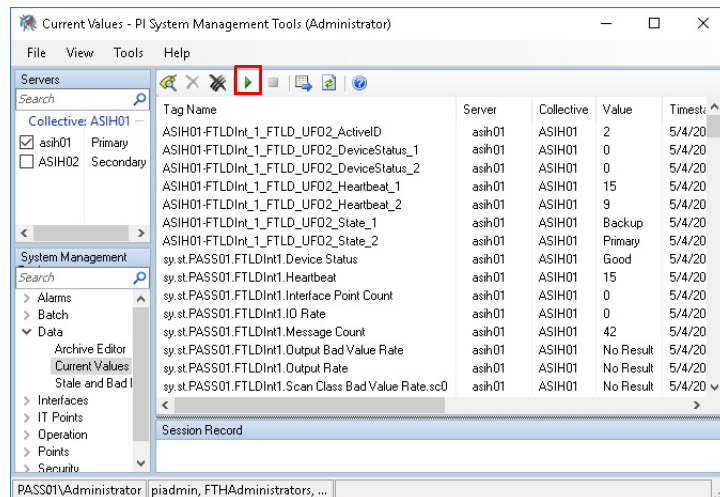 Current Values - PI System Management Tools (Administrator)
File View Tools Help
Servers
Search
Collective: ASIH01
asih01 Primary
ASIH02 Secondary
System Management
Search
Alarms
Batch
Data
Archive Editor
Current Values
Stale and Bad
Interfaces
IT Points
Operation
Points
Security
Tag Name Server Collective Value Timest
ASIH01-FTLDInt_1_FTLD_UFO2_ActiveID asih01 ASIH01 2 5/4/20
ASIH01-FTLDInt_1_FTLD_UFO2_DeviceStatus_1 asih01 ASIH01 0 5/4/20
ASIH01-FTLDInt_1_FTLD_UFO2_DeviceStatus_2 asih01 ASIH01 0 5/4/20
ASIH01-FTLDInt_1_FTLD_UFO2_Heartbeat_1 asih01 ASIH01 15 5/4/20
ASIH01-FTLDInt_1_FTLD_UFO2_Heartbeat_2 asih01 ASIH01 9 5/4/20
ASIH01-FTLDInt_1_FTLD_UFO2_State_1 asih01 ASIH01 Backup 5/4/20
ASIH01-FTLDInt_1_FTLD_UFO2_State_2 asih01 ASIH01 Primary 5/4/20
sy.st.PASS01.FTLDInt1.Device Status asih01 ASIH01 Good 5/4/20
sy.st.PASS01.FTLDInt1.Heartbeat asih01 ASIH01 15 5/4/20
sy.st.PASS01.FTLDInt1.Interface Point Count asih01 ASIH01 0 5/4/20
sy.st.PASS01.FTLDInt1.IO Rate asih01 ASIH01 0 5/4/20
sy.st.PASS01.FTLDInt1.Message Count asih01 ASIH01 42 5/4/20
sy.st.PASS01.FTLDInt1.Output Bad Value Rate asih01 ASIH01 No Result 5/4/20
sy.st.PASS01.FTLDInt1.Output Rate asih01 ASIH01 No Result 5/4/20
sy.st.PASS01.FTLDInt1.Scan Class Bad Value Rate.sc0 asih01 ASIH01 No Result 5/4/20
Session Record
PASS01\Administrator piadmin, FTHAdministrators, ...